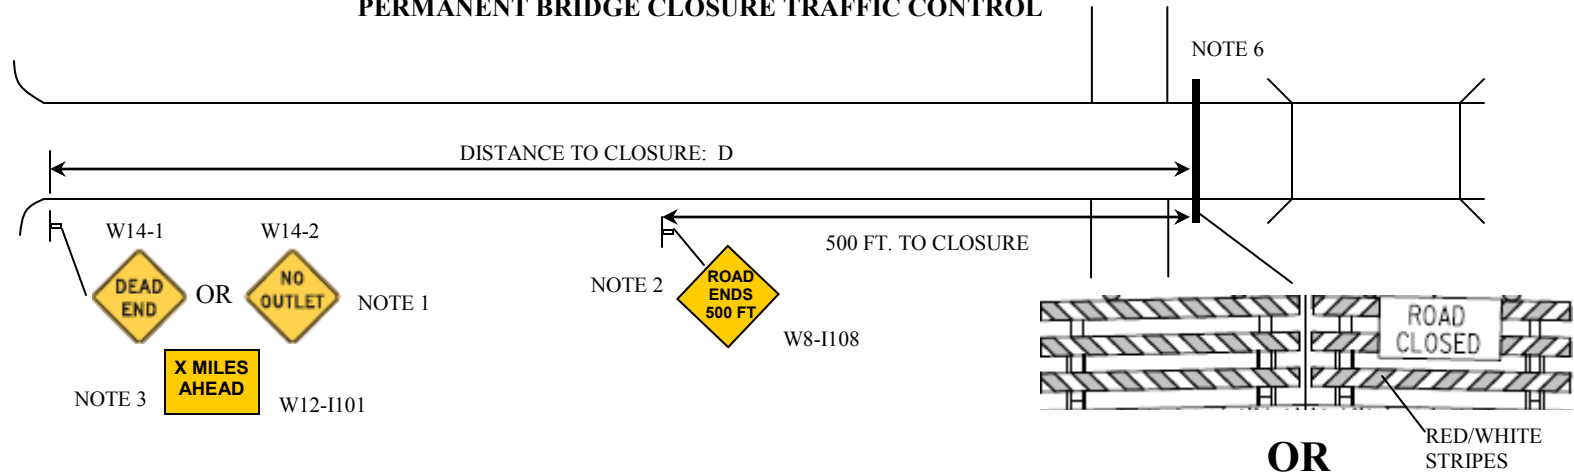 PERMANENT BRIDGE CLOSURE TRAFFIC CONTROL
NOTE 6
DISTANCE TO CLOSURE: D
W14-1
W14-2
500 FT. TO CLOSURE
DEAD
END
OR
NO
OUTLET
NOTE 1
NOTE 2
ROAD
ENDS
500 FT
W8-I108
ROAD
CLOSED
NOTE 3
X MILES
AHEAD
W12-I101
RED/WHITE
STRIPES
OR